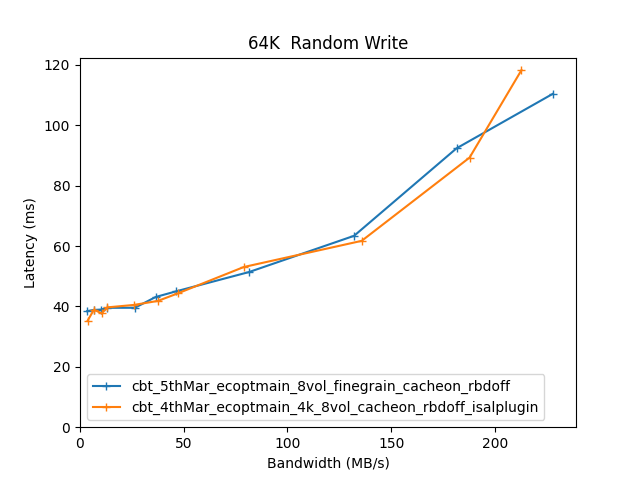 64K  Random Write
120
100
80
60
40
20
0
Latency (ms)
cbt_5thMar_ecoptmain_8vol_finegrain_cacheon_rbdoff
cbt_4thMar_ecoptmain_4k_8vol_cacheon_rbdoff_isalplugin
0 50 100 150 200
Bandwidth (MB/s)